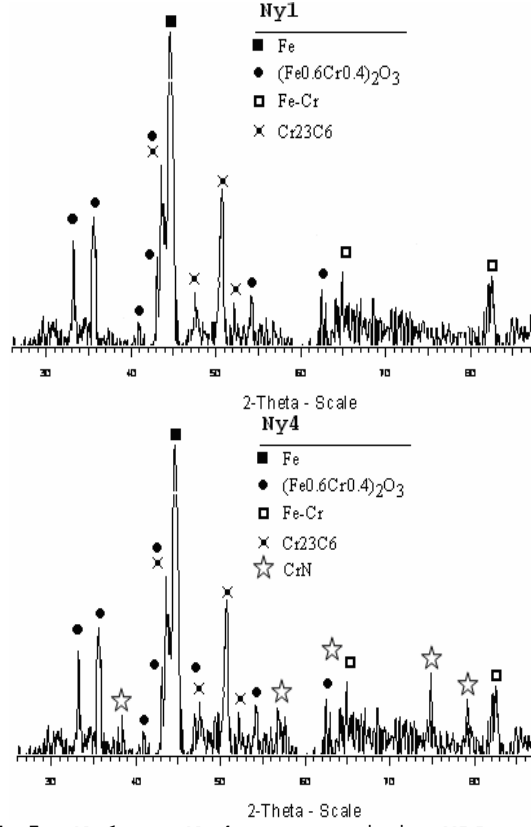 Ny1
Fe
(Fe0.6Cr0.4)2O3
Fe-Cr
Cr23C6
30 40 50 60 70 80
2-Theta - Scale
Ny4
Fe
(Fe0.6Cr0.4)2O3
Fe-Cr
Cr23C6
CrN
30 40 50 60 70 80
2-Theta - Scale